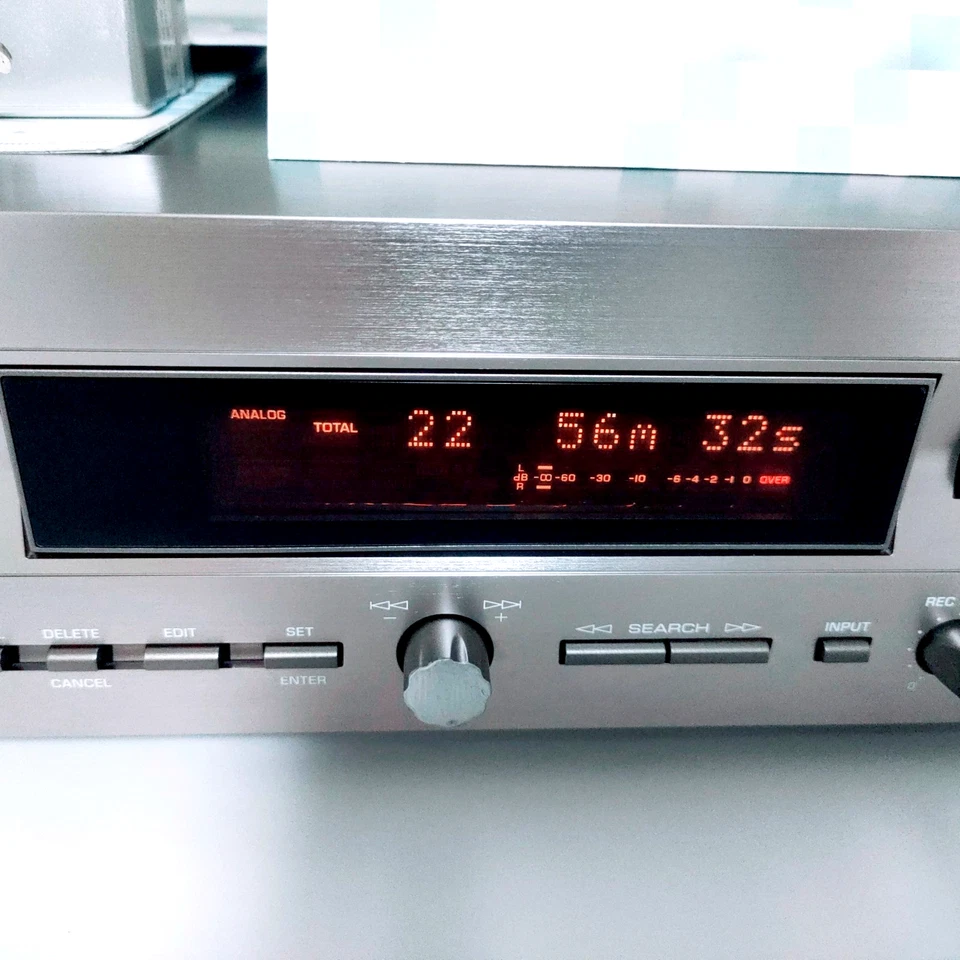 ANALOG
TOTAL 22 56m 32s
L
dB -∞ -60 -30 -10 -6 -4 -2 -1 0 OVER
R
REC
DELETE EDIT SET SEARCH INPUT
- +
CANCEL ENTER